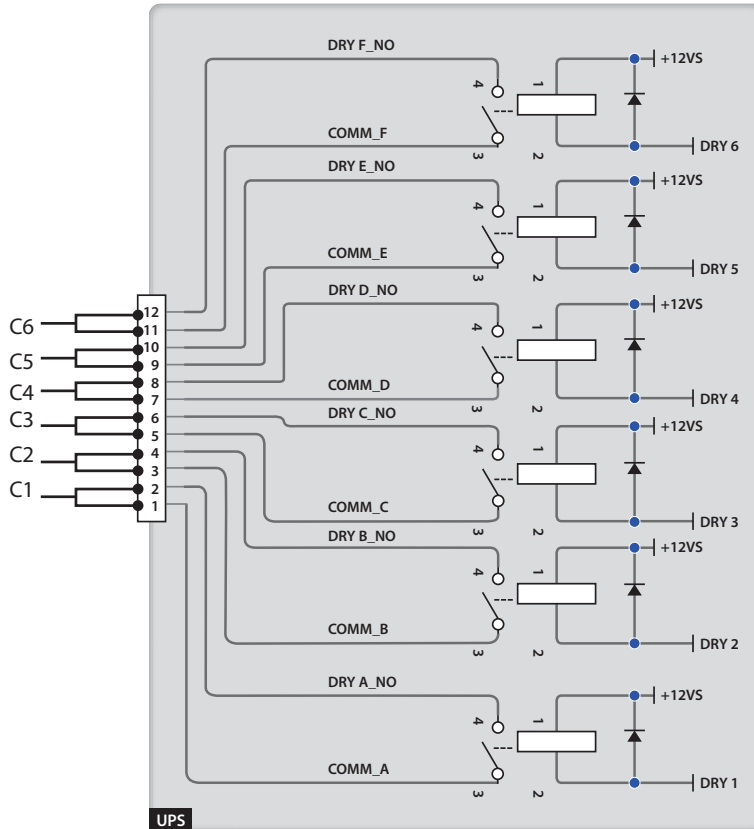 DRY F_NO
4 1 +12VS
COMM_F
3 2 DRY 6
DRY E_NO
4 1 +12VS
COMM_E
3 2 DRY 5
DRY D_NO
4 1 +12VS
COMM_D
3 2 DRY 4
DRY C_NO
4 1 +12VS
COMM_C
3 2 DRY 3
DRY B_NO
4 1 +12VS
COMM_B
3 2 DRY 2
DRY A_NO
4 1 +12VS
COMM_A
3 2 DRY 1
C6
C5
C4
C3
C2
C1
12
11
10
9
8
7
6
5
4
3
2
1
UPS